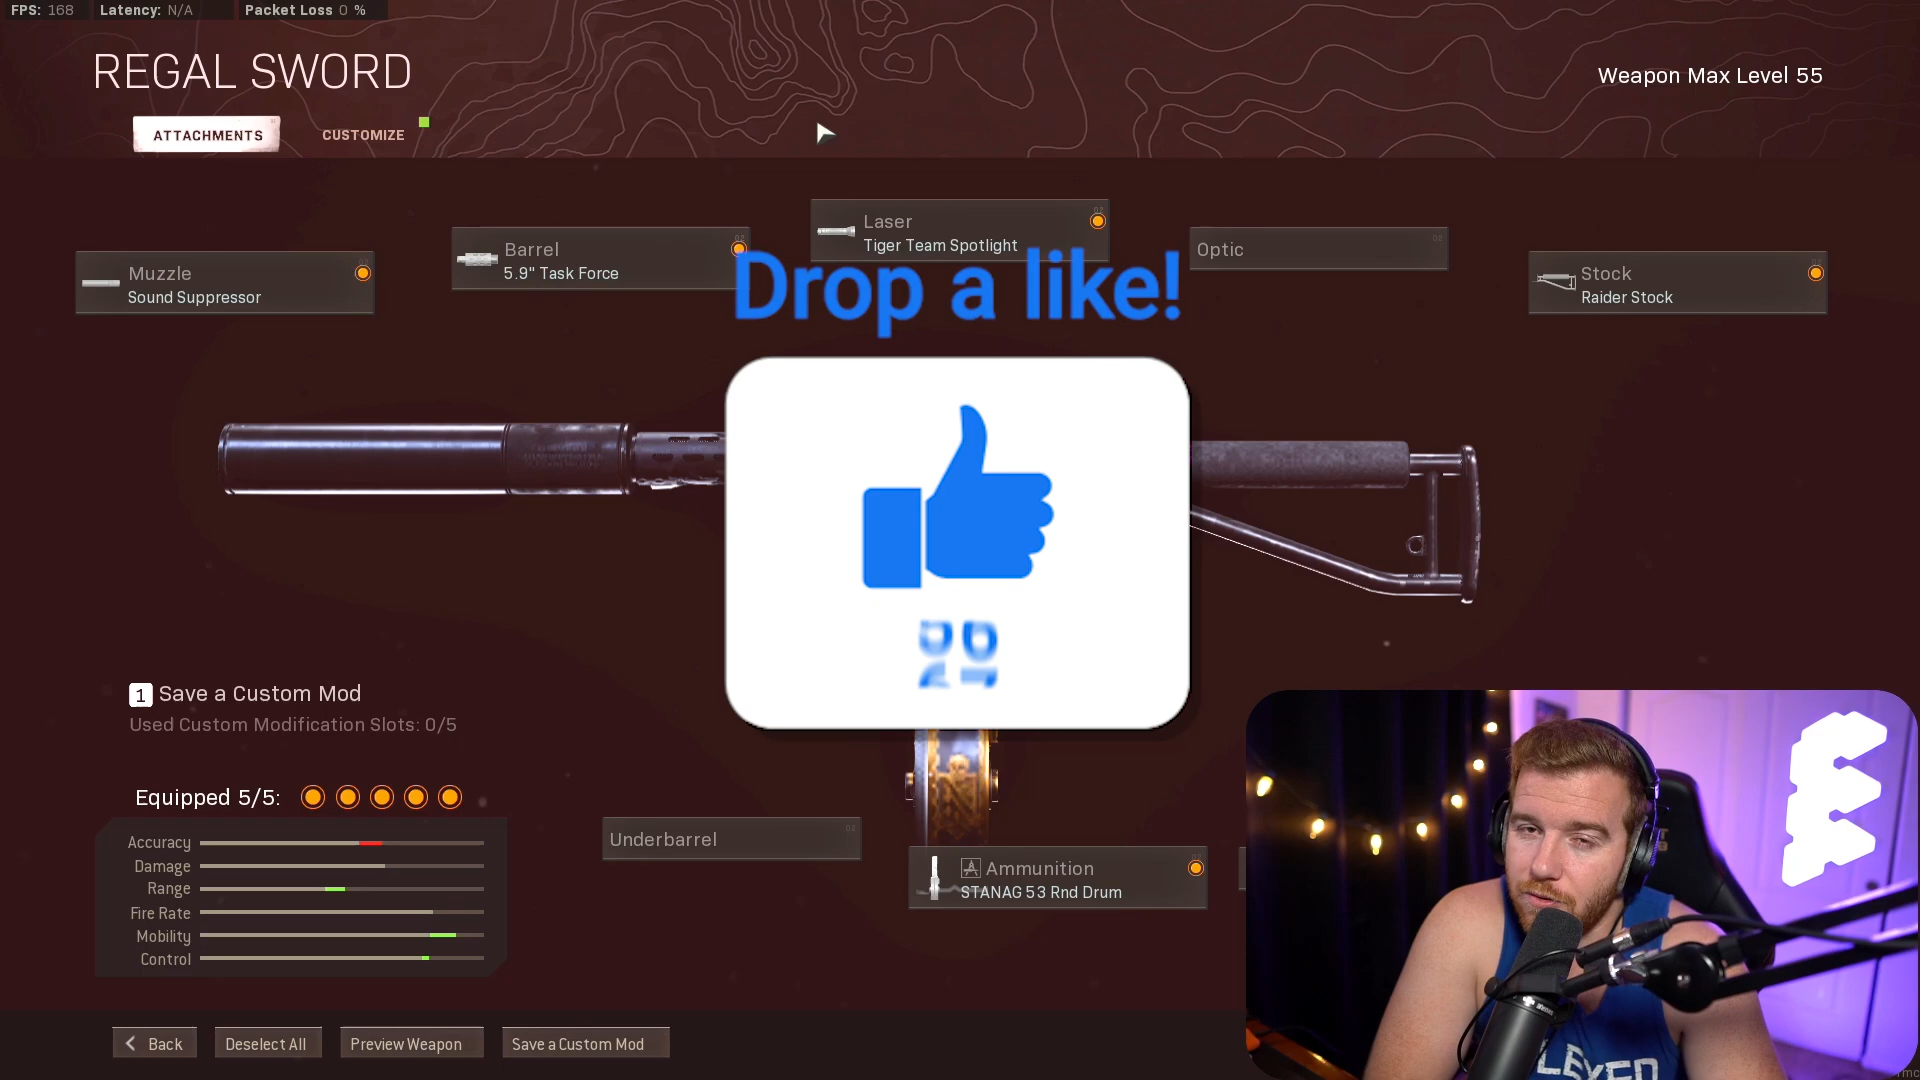 FPS: 168 Latency: N/A Packet Loss 0 %
REGAL SWORD
Weapon Max Level 55
ATTACHMENTS CUSTOMIZE
Laser
Tiger Team Spotlight
Barrel
5.9" Task Force
Optic
Muzzle
Sound Suppressor
Stock
Raider Stock
Drop a like!
1 Save a Custom Mod
Used Custom Modification Slots: 0/5
Equipped 5/5:
Accuracy
Damage
Range
Fire Rate
Mobility
Control
Underbarrel
Ammunition
STANAG 53 Rnd Drum
Back Deselect All Preview Weapon Save a Custom Mod